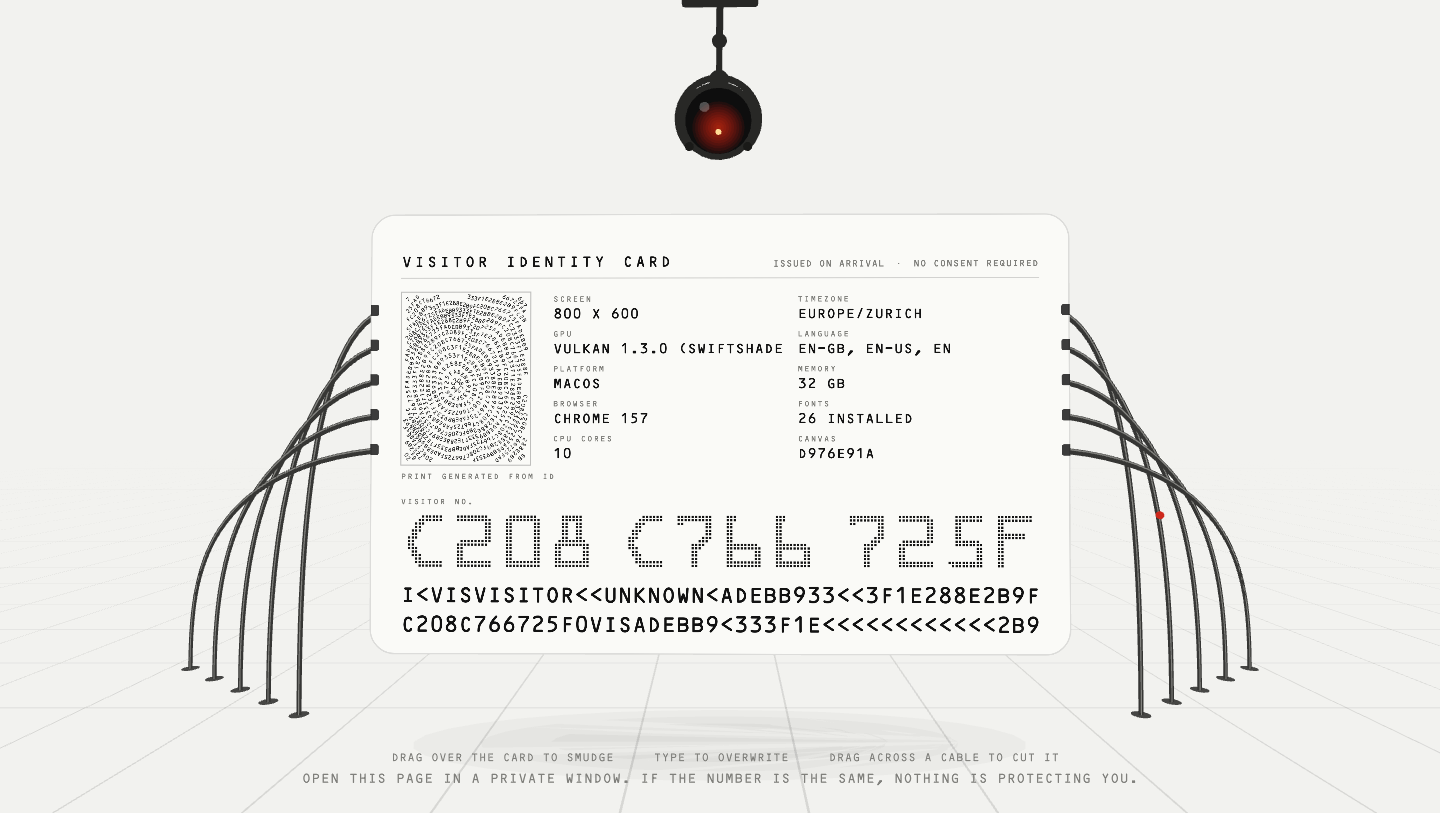 VISITOR IDENTITY CARD
ISSUED ON ARRIVAL · NO CONSENT REQUIRED
SCREEN
800 X 600
TIMEZONE
EUROPE/ZURICH
GPU
VULKAN 1.3.0 (SWIFTSHADE
LANGUAGE
EN-GB, EN-US, EN
PLATFORM
MACOS
MEMORY
32 GB
BROWSER
CHROME 157
FONTS
26 INSTALLED
CPU CORES
10
CANVAS
D976E91A
PRINT GENERATED FROM ID
VISITOR NO.
C208 C766 725F
I<VISVISITOR<<UNKNOWN<ADEBB933<<3F1E288E2B9F
C208C766725F0VISADEBB9<333F1E<<<<<<<<<<<<2B9
DRAG OVER THE CARD TO SMUDGE TYPE TO OVERWRITE DRAG ACROSS A CABLE TO CUT IT
OPEN THIS PAGE IN A PRIVATE WINDOW. IF THE NUMBER IS THE SAME, NOTHING IS PROTECTING YOU.